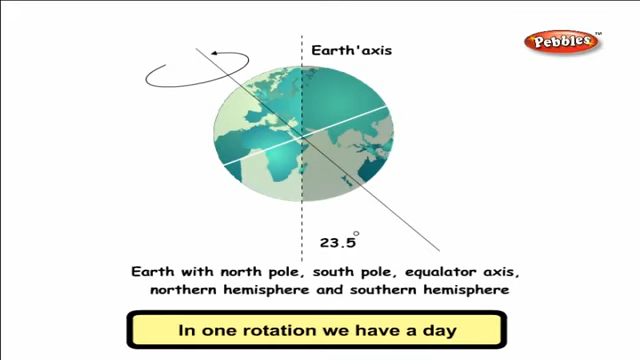 Earth'axis
Pebbles
TM
23.5°
Earth with north pole, south pole, equalator axis,
northern hemisphere and southern hemisphere
In one rotation we have a day